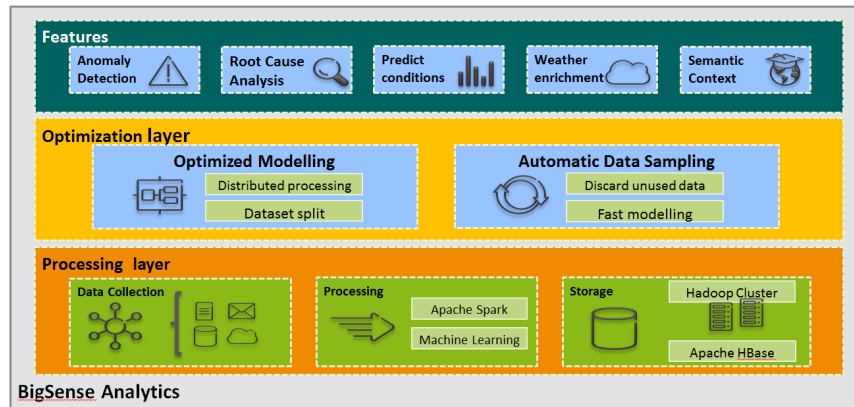 Features
Anomaly
Detection
Root Cause
Analysis
Predict
conditions
Weather
enrichment
Semantic
Context
Optimization layer
Optimized Modelling
Distributed processing
Dataset split
Automatic Data Sampling
Discard unused data
Fast modelling
Processing layer
Data Collection
Processing
Apache Spark
Machine Learning
Storage
Hadoop Cluster
Apache HBase
BigSense Analytics